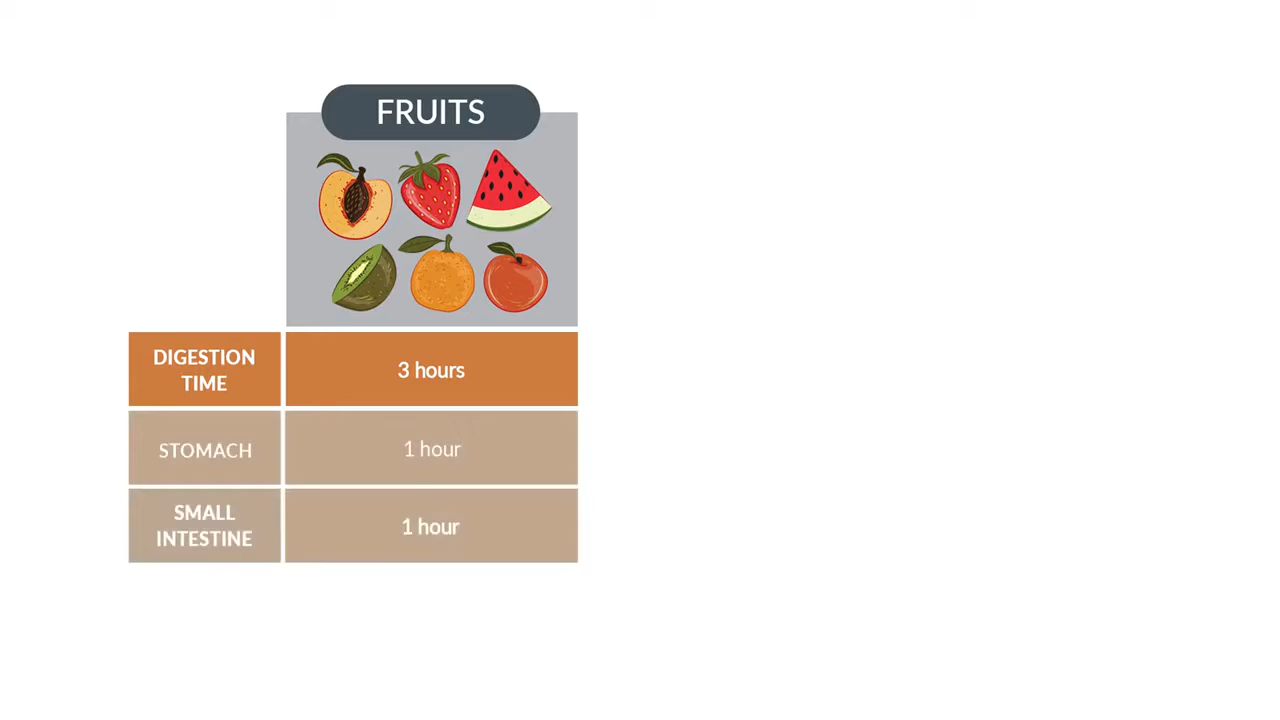 FRUITS
DIGESTION
TIME
3 hours
STOMACH
1 hour
SMALL
INTESTINE
1 hour